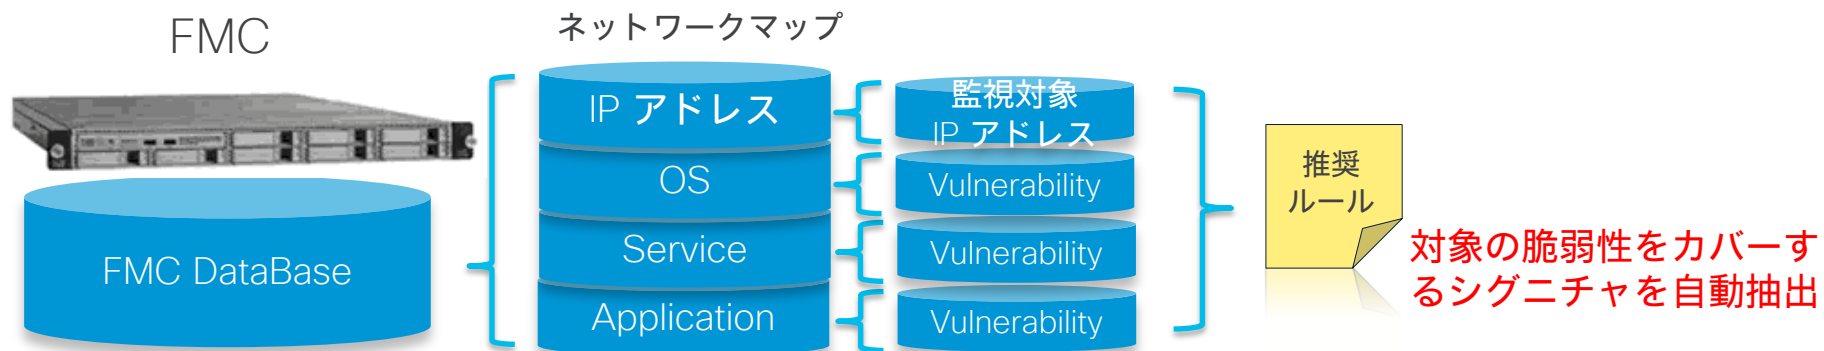 FMC
ネットワークマップ
FMC DataBase
IP アドレス
OS
Service
Application
監視対象
IP アドレス
Vulnerability
Vulnerability
Vulnerability
推奨
ルール
対象の脆弱性をカバーす
るシグニチャを自動抽出